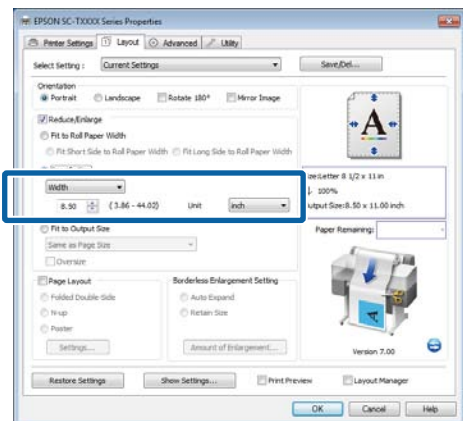 EPSON SC-TXXXX Series Properties
Printer Settings Layout Advanced Utility
Select Setting : Current Settings Save/Del...
Orientation
Portrait Landscape Rotate 180° Mirror Image
Reduce/Enlarge
Fit to Roll Paper Width
Fit Short Side to Roll Paper Width Fit Long Side to Roll Paper Width
A
Width
8.50 (3.86 - 44.02) Unit inch
Letter 8 1/2 x 11 in
100%
Size:8.50 x 11.00 inch
Fit to Output Size
Same as Page Size
Oversize
Paper Remaining:
Page Layout
Folded Double-Side
N-up
Poster
Settings...
Borderless Enlargement Setting
Auto Expand
Retain Size
Amount of Enlargement...
Version 7.00
Restore Settings Show Settings... Print Preview Layout Manager
OK Cancel Help